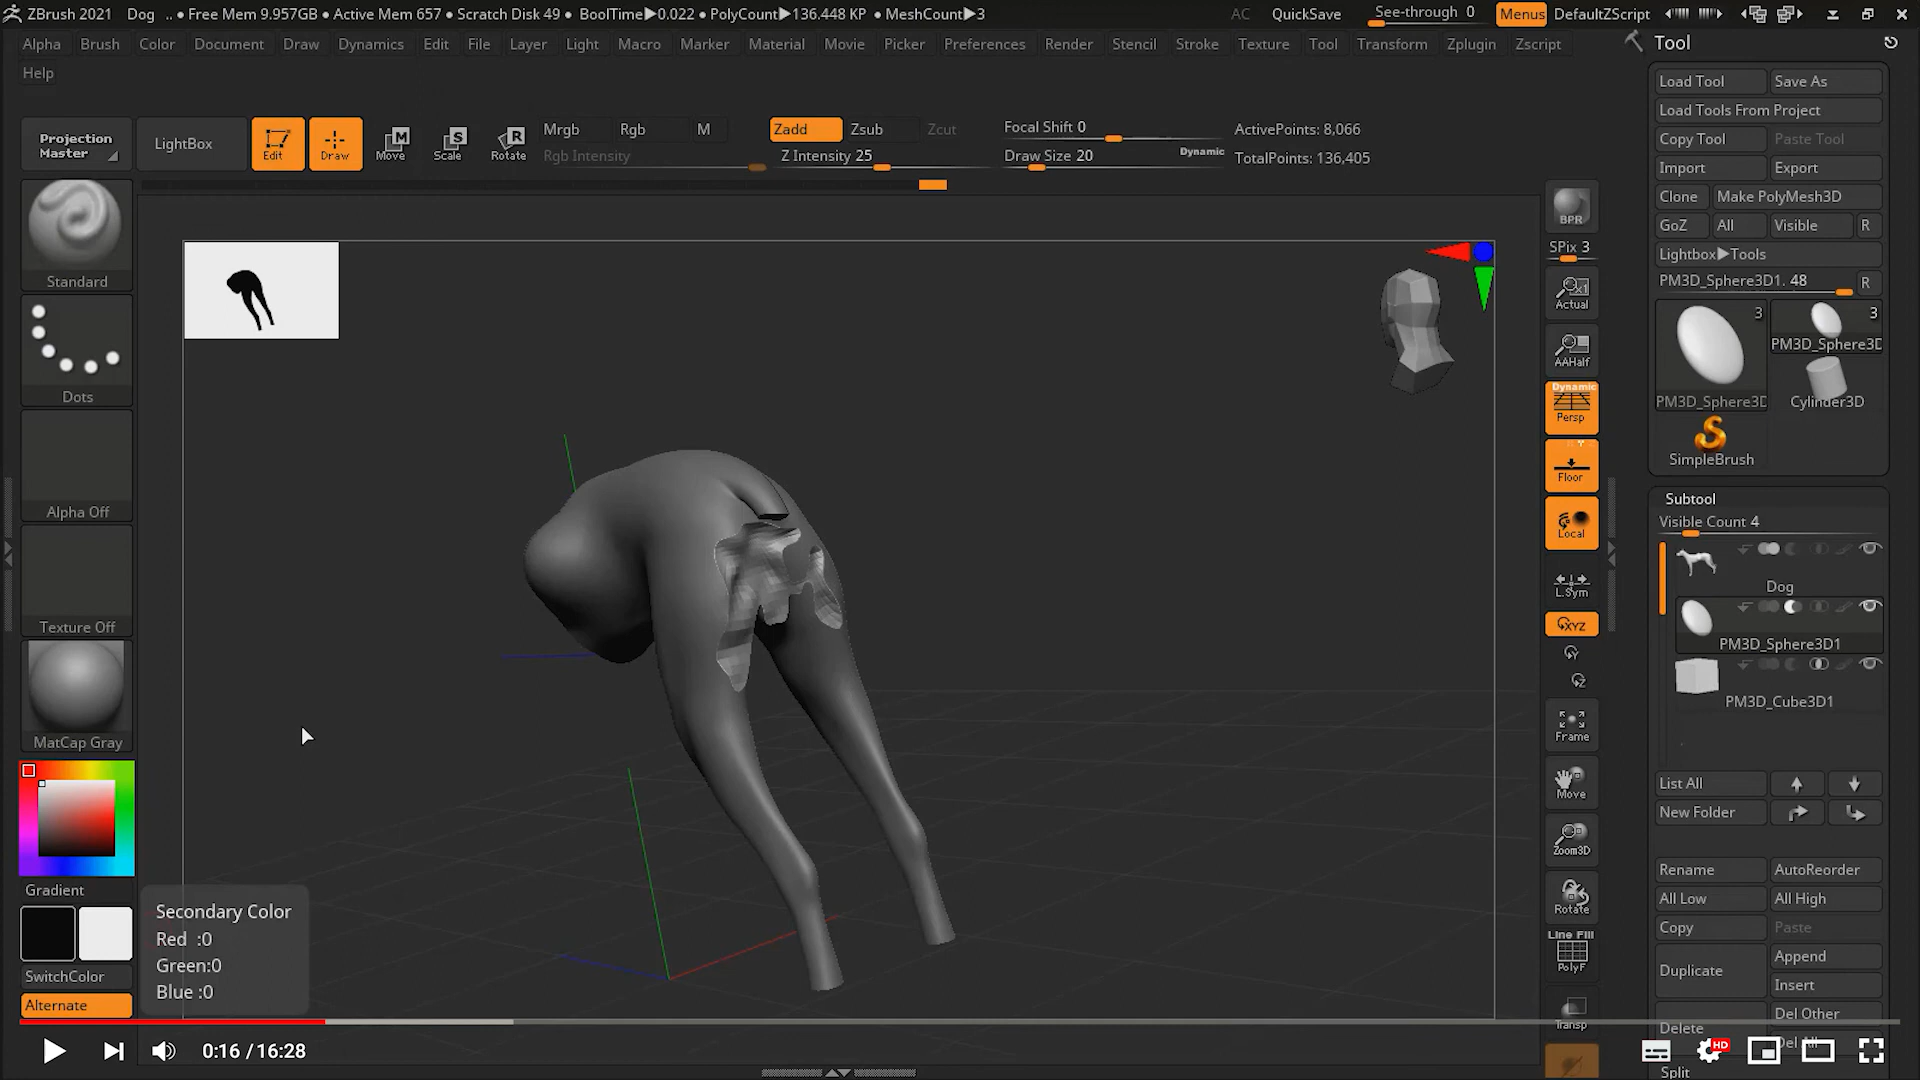 ZBrush 2021 Dog .. • Free Mem 9.957GB • Active Mem 657 • Scratch Disk 49 • BoolTime▶0.022 • PolyCount▶136.448 KP • MeshCount▶3 AC QuickSave See-through 0 Menus DefaultZScript
Alpha Brush Color Document Draw Dynamics Edit File Layer Light Macro Marker Material Movie Picker Preferences Render Stencil Stroke Texture Tool Transform Zplugin Zscript
Help
Projection Master
LightBox
Edit
Draw
Move
Scale
Rotate
Mrgb Rgb M
Rgb Intensity
Zadd Zsub Zcut
Z Intensity 25
Focal Shift 0
Draw Size 20 Dynamic
ActivePoints: 8,066
TotalPoints: 136,405
Standard
Dots
Alpha Off
Texture Off
MatCap Gray
Gradient
SwitchColor
Alternate
Secondary Color
Red :0
Green:0
Blue :0
BPR
SPix 3
Actual
AAHalf
Dynamic
Persp
Floor
Local
L.Sym
XYZ
Y
Z
Frame
Move
Zoom3D
Rotate
Line Fill
PolyF
Transp
Tool
Load Tool Save As
Load Tools From Project
Copy Tool Paste Tool
Import Export
Clone Make PolyMesh3D
GoZ All Visible R
Lightbox▶Tools
PM3D_Sphere3D1. 48 R
3 3
PM3D_Sphere3D
PM3D_Sphere3D Cylinder3D
SimpleBrush
Subtool
Visible Count 4
Dog
PM3D_Sphere3D1
PM3D_Cube3D1
List All
New Folder
Rename AutoReorder
All Low All High
Copy Paste
Duplicate Append
Insert
Delete Del Other
Del All
Split
0:16 / 16:28
HD